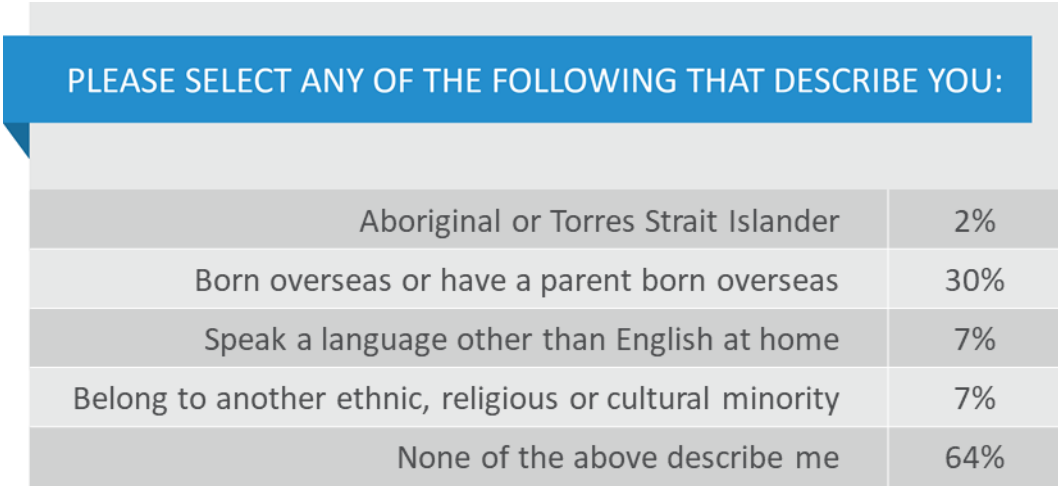 PLEASE SELECT ANY OF THE FOLLOWING THAT DESCRIBE YOU:
Aboriginal or Torres Strait Islander 2%
Born overseas or have a parent born overseas 30%
Speak a language other than English at home 7%
Belong to another ethnic, religious or cultural minority 7%
None of the above describe me 64%